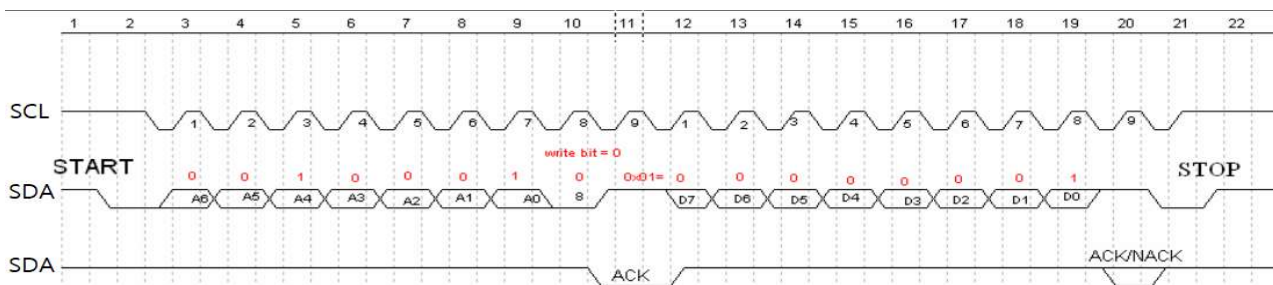 1 2 3 4 5 6 7 8 9 10 11 12 13 14 15 16 17 18 19 20 21 22
SCL 1 2 3 4 5 6 7 8 9 1 2 3 4 5 6 7 8 9
write bit = 0
START STOP
0 0 1 0 0 0 1 0 0x01= 0 0 0 0 0 0 0 1
SDA A6 A5 A4 A3 A2 A1 A0 8 D7 D6 D5 D4 D3 D2 D1 D0
ACK/NACK
SDA ACK